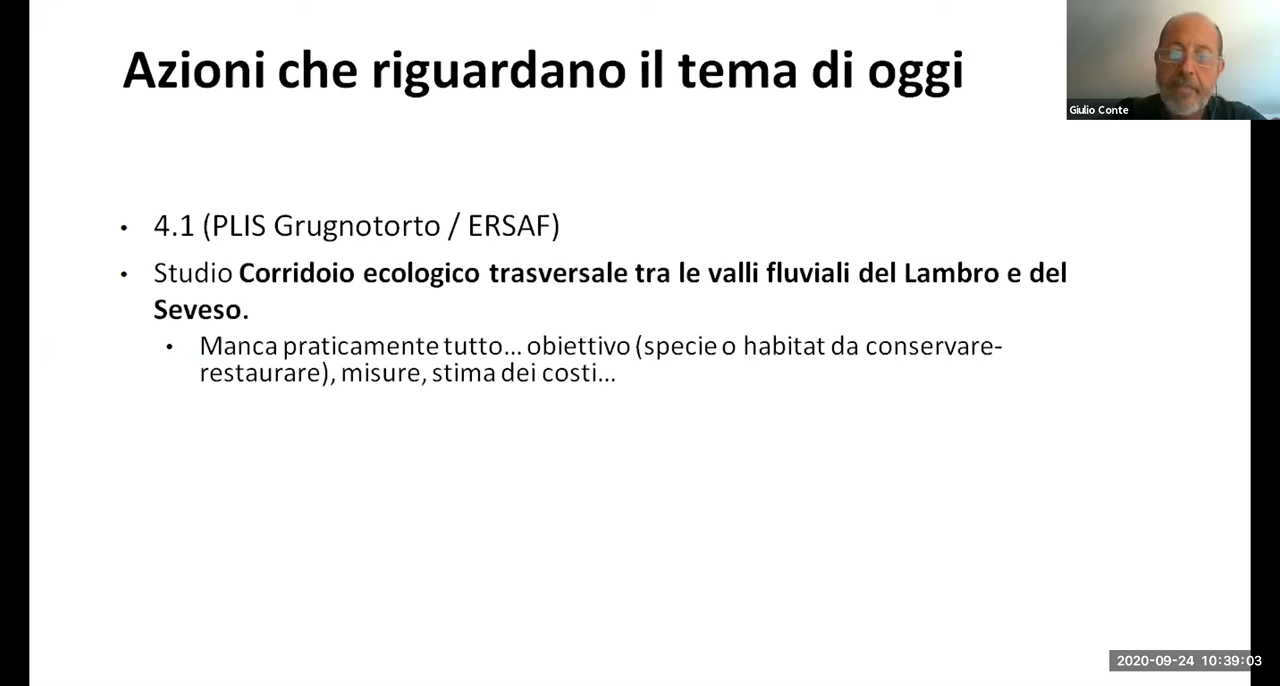 Azioni che riguardano il tema di oggi
Giulio Conte
• 4.1 (PLIS Grugnotorto / ERSAF)
• Studio Corridoio ecologico trasversale tra le valli fluviali del Lambro e del
Seveso.
• Manca praticamente tutto... obiettivo (specie o habitat da conservare-
restaurare), misure, stima dei costi...
2020-09-24 10:39:03